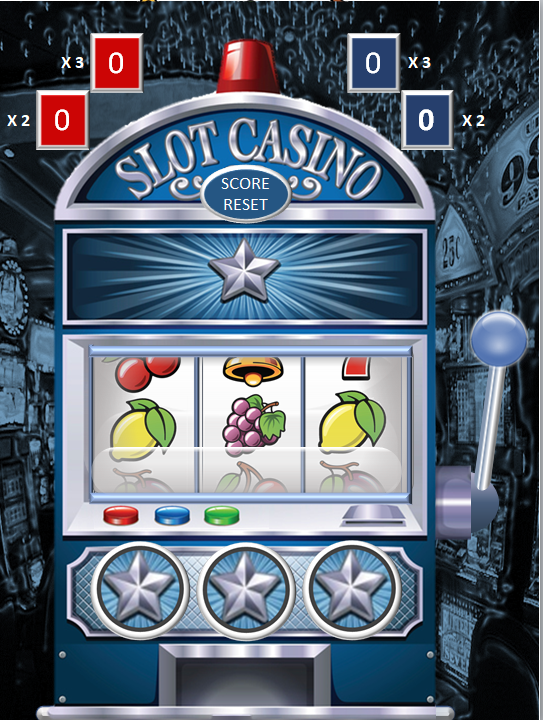 X 3 0
0 X 3
X 2 0
0 X 2
SLOT CASINO
SCORE
RESET